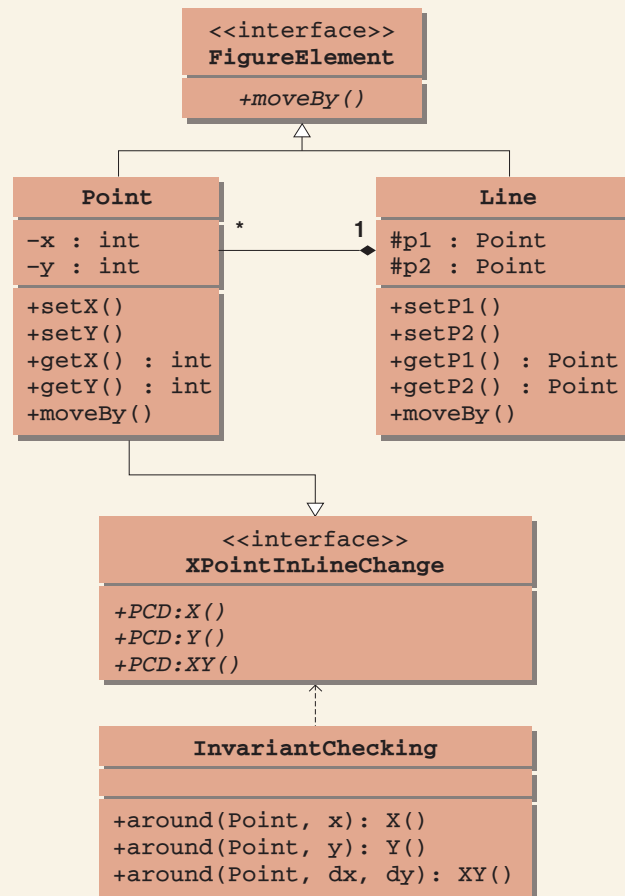 <<interface>>
FigureElement
+moveBy()
Point
–x : int
–y : int
+setX()
+setY()
+getX() : int
+getY() : int
+moveBy()
*
1
Line
#p1 : Point
#p2 : Point
+setP1()
+setP2()
+getP1() : Point
+getP2() : Point
+moveBy()
<<interface>>
XPointInLineChange
+PCD:X()
+PCD:Y()
+PCD:XY()
InvariantChecking
+around(Point, x): X()
+around(Point, y): Y()
+around(Point, dx, dy): XY()